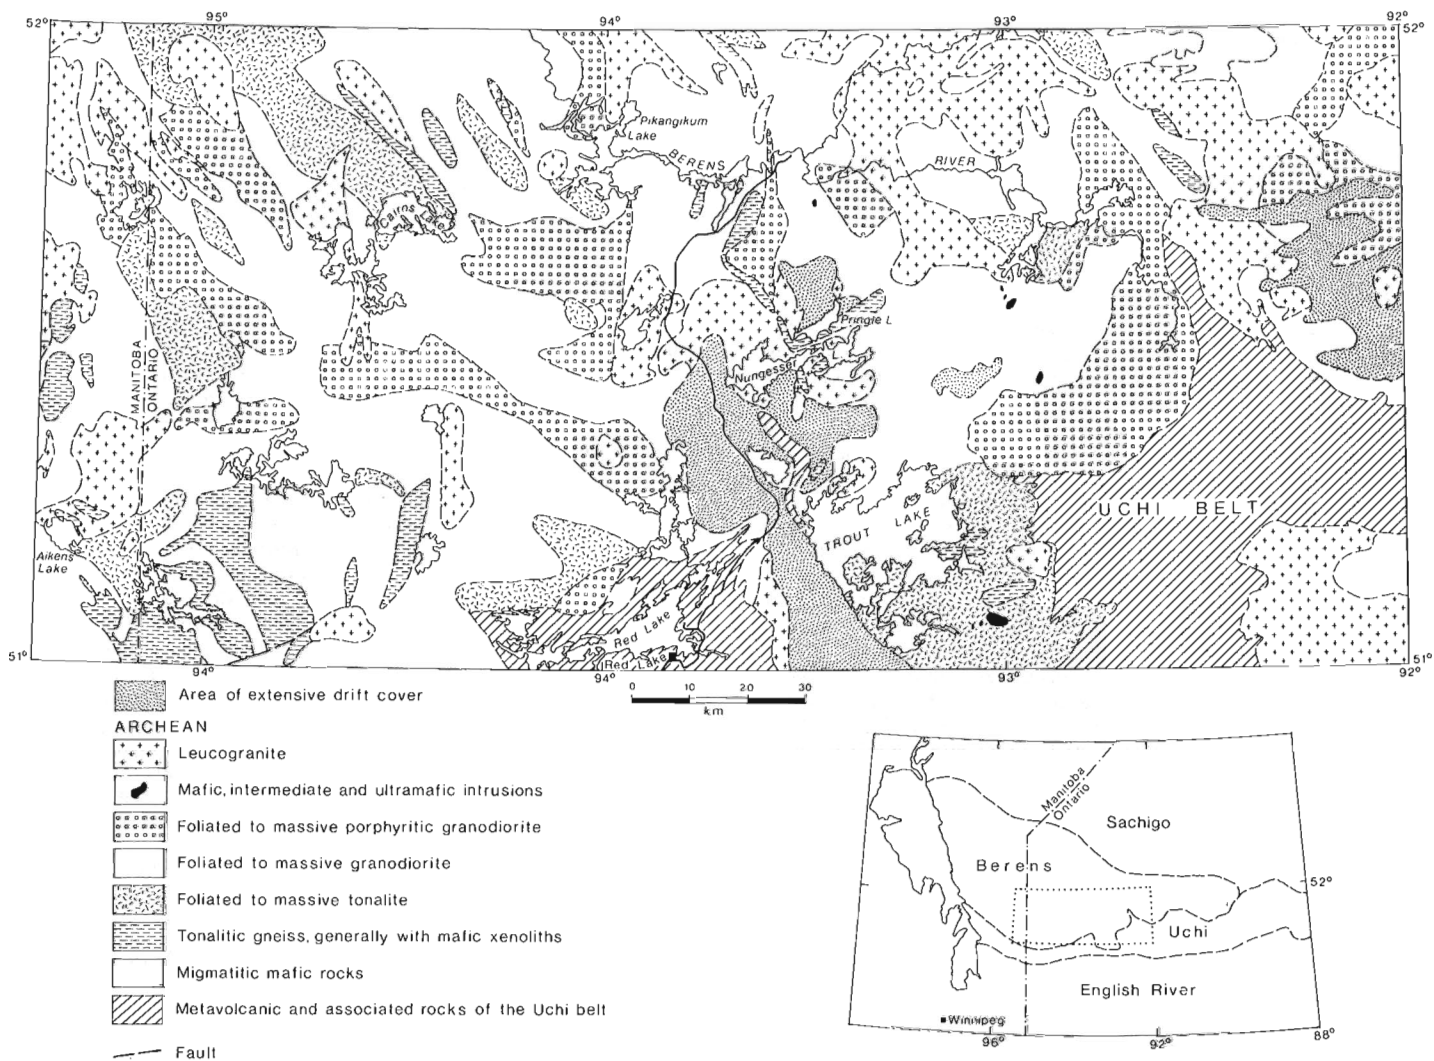 52° 95° 94° 93° 92° 52°
Pikangikum
Lake
BERENS
RIVER
Cairns Lake
Pringle L
MANITOBA
ONTARIO
Nungesser
UCHI BELT
TROUT LAKE
Aikens
Lake
Red Lake
Red Lake
51° 94° 94° 93° 92° 51°
0 10 20 30
km
Area of extensive drift cover
ARCHEAN
Leucogranite
Mafic, intermediate and ultramafic intrusions
Foliated to massive porphyritic granodiorite
Foliated to massive granodiorite
Foliated to massive tonalite
Tonalitic gneiss, generally with mafic xenoliths
Migmatitic mafic rocks
Metavolcanic and associated rocks of the Uchi belt
Fault
Manitoba
Ontario
Sachigo
Berens
52°
Uchi
English River
Winnipeg
96° 92° 88°